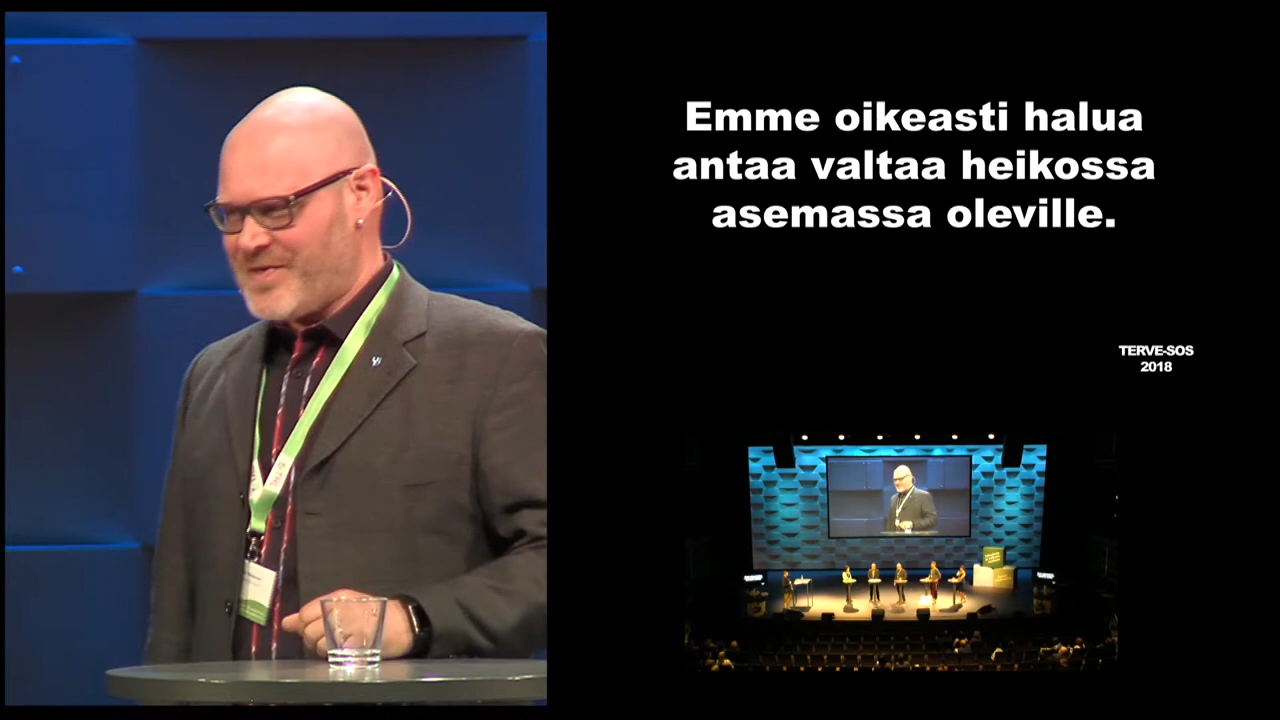 Emme oikeasti halua
antaa valtaa heikossa
asemassa oleville.
TERVE-SOS
2018